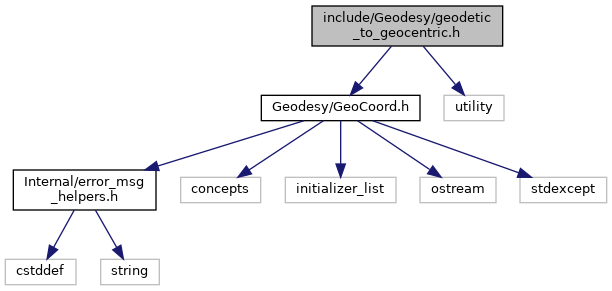 include/Geodesy/geodetic
_to_geocentric.h
Geodesy/GeoCoord.h
utility
Internal/error_msg
_helpers.h
concepts
initializer_list
ostream
stdexcept
cstddef
string